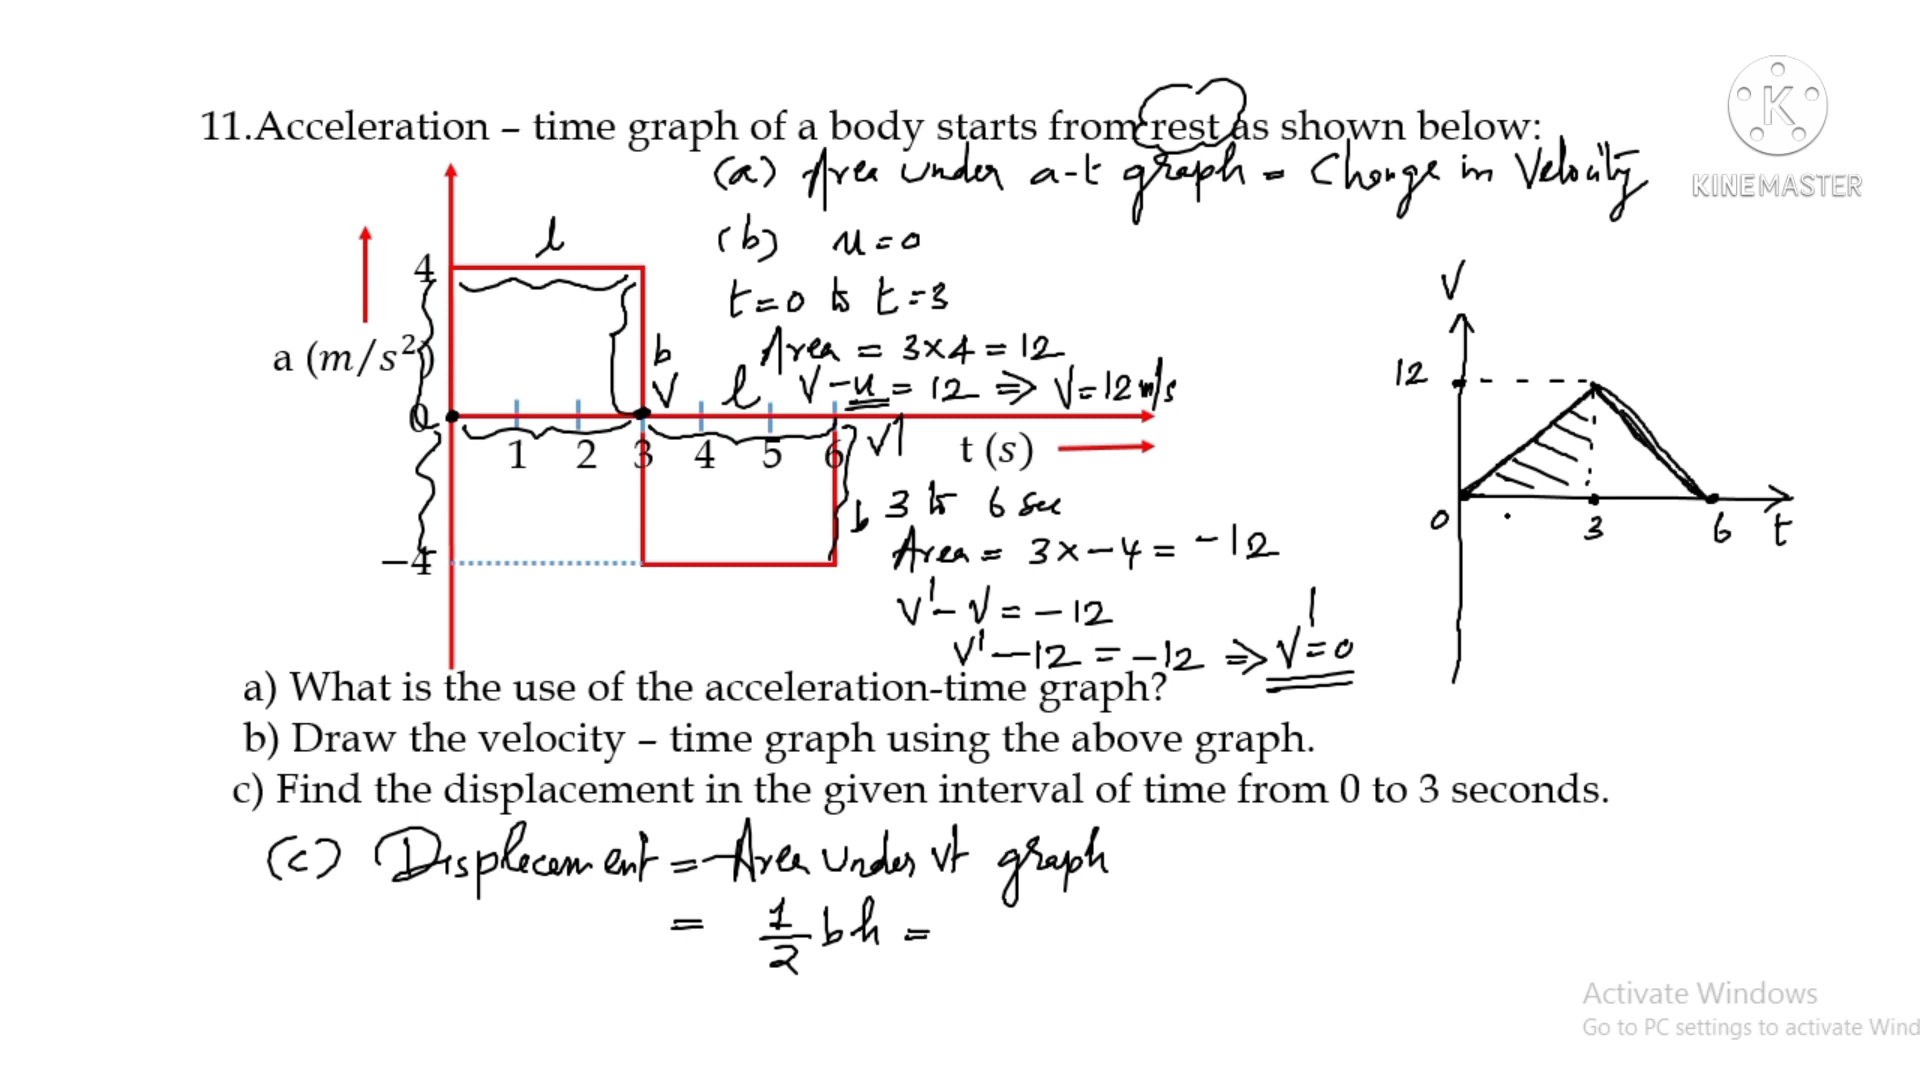 11.Acceleration – time graph of a body starts from rest as shown below:
KINEMASTER
(a) Area under a-t graph = Change in Velocity
(b) u=0
t=0 to t=3
Area = 3x4 = 12
V-u = 12 ⇒ V=12 m/s
l
4
a (m/s²)
b
V
l
0
1 2 3 4 5 6
V1
t (s)
b
3 to 6 sec
Area = 3x-4 = -12
V'-V = -12
V'-12 = -12 ⇒ V'=0
-4
V
12
0 3 6 t
a) What is the use of the acceleration-time graph?
b) Draw the velocity – time graph using the above graph.
c) Find the displacement in the given interval of time from 0 to 3 seconds.
(c) Displecement = Area under vt graph
= 1/2 bh =
Activate Windows
Go to PC settings to activate Wind